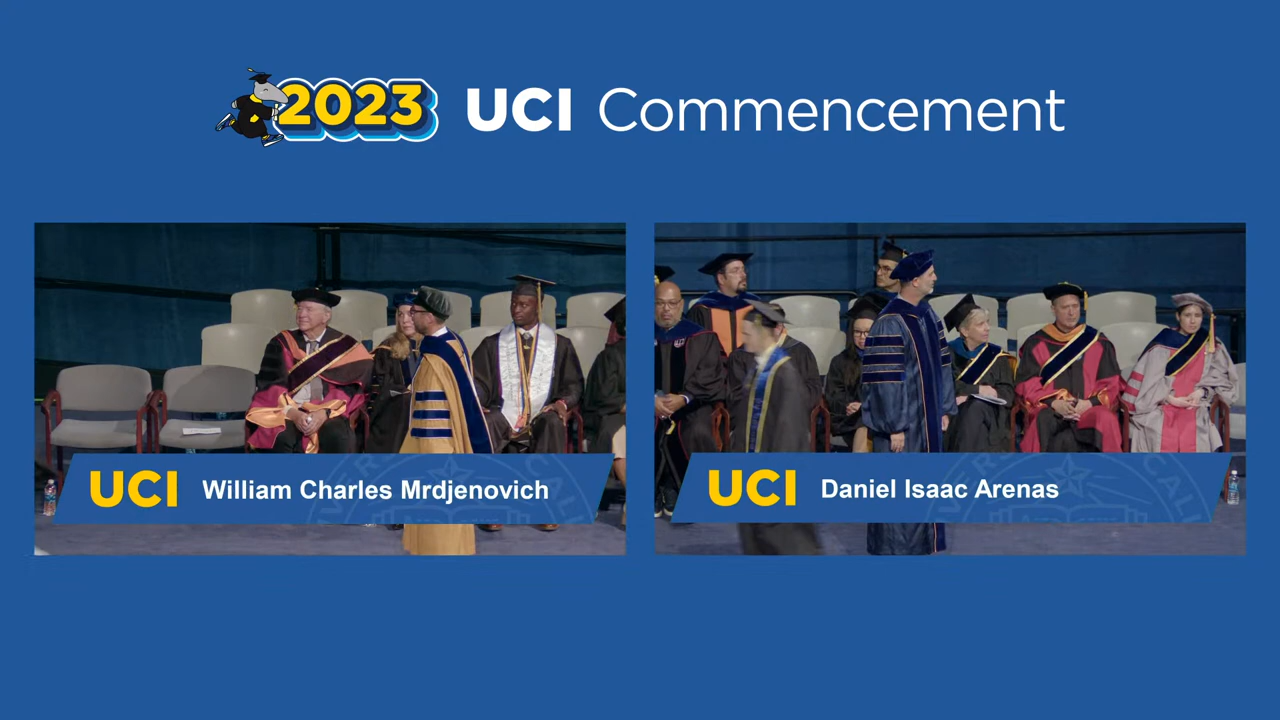 2023 UCI Commencement
UCI William Charles Mrdjenovich
UCI Daniel Isaac Arenas